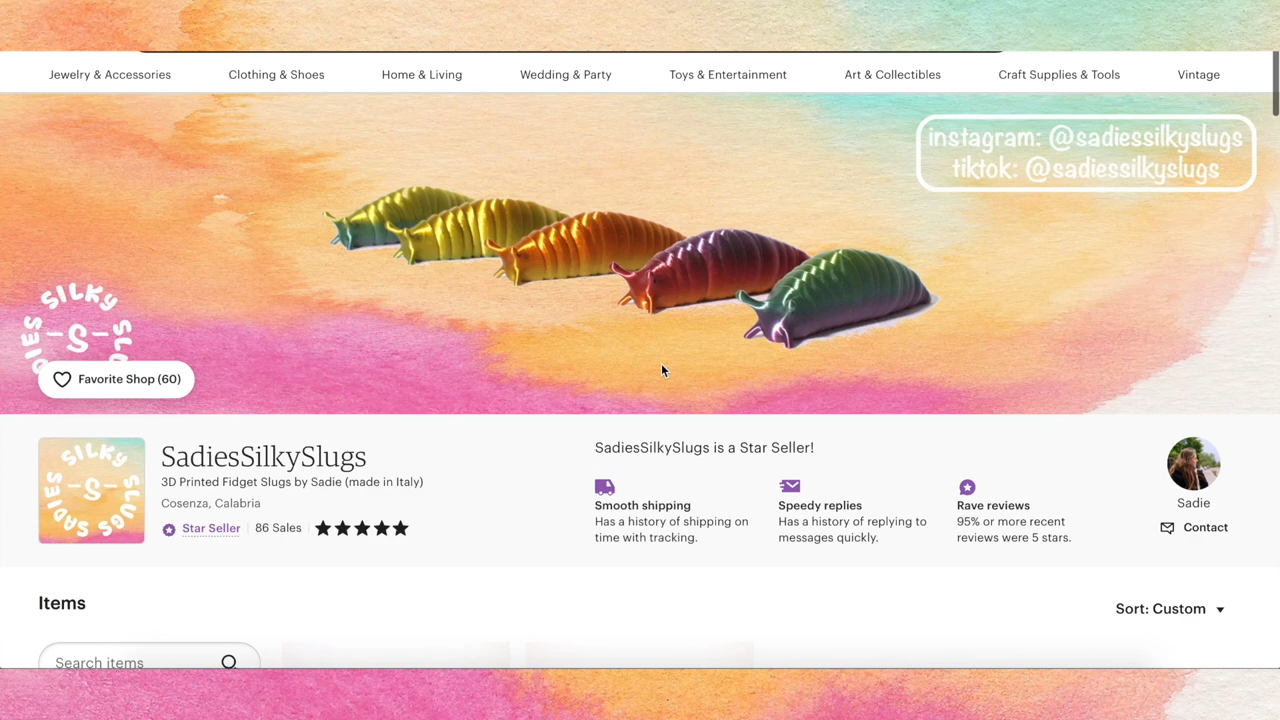 Jewelry & Accessories Clothing & Shoes Home & Living Wedding & Party Toys & Entertainment Art & Collectibles Craft Supplies & Tools Vintage
instagram: @sadiessilkyslugs
tiktok: @sadiessilkyslugs
SILKY
-S-
Favorite Shop (60)
SILKY
-S-
SADIES
SLUGS
SadiesSilkySlugs
3D Printed Fidget Slugs by Sadie (made in Italy)
Cosenza, Calabria
Star Seller 86 Sales
SadiesSilkySlugs is a Star Seller!
Smooth shipping
Has a history of shipping on
time with tracking.
Speedy replies
Has a history of replying to
messages quickly.
Rave reviews
95% or more recent
reviews were 5 stars.
Sadie
Contact
Items
Sort: Custom
Search items